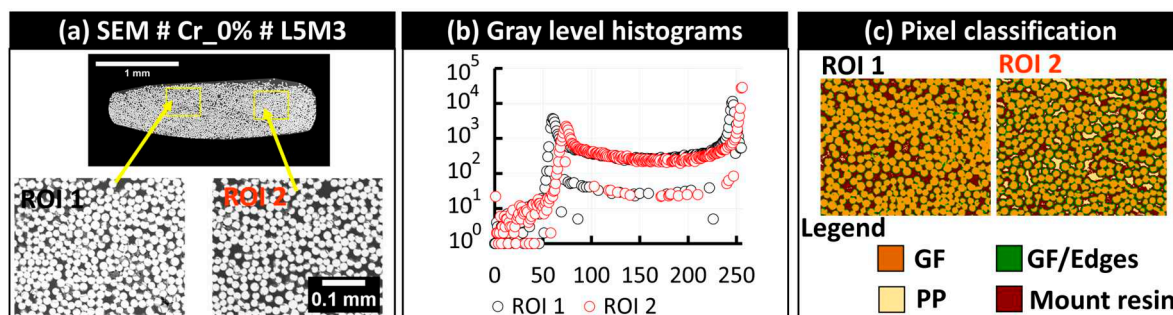 (a) SEM # Cr_0% # L5M3
1 mm
ROI 1
ROI 2
0.1 mm
(b) Gray level histograms
10^5
10^4
10^3
10^2
10^1
10^0
0 50 100 150 200 250
ROI 1 ROI 2
(c) Pixel classification
ROI 1 ROI 2
Legend
GF GF/Edges
PP Mount resin